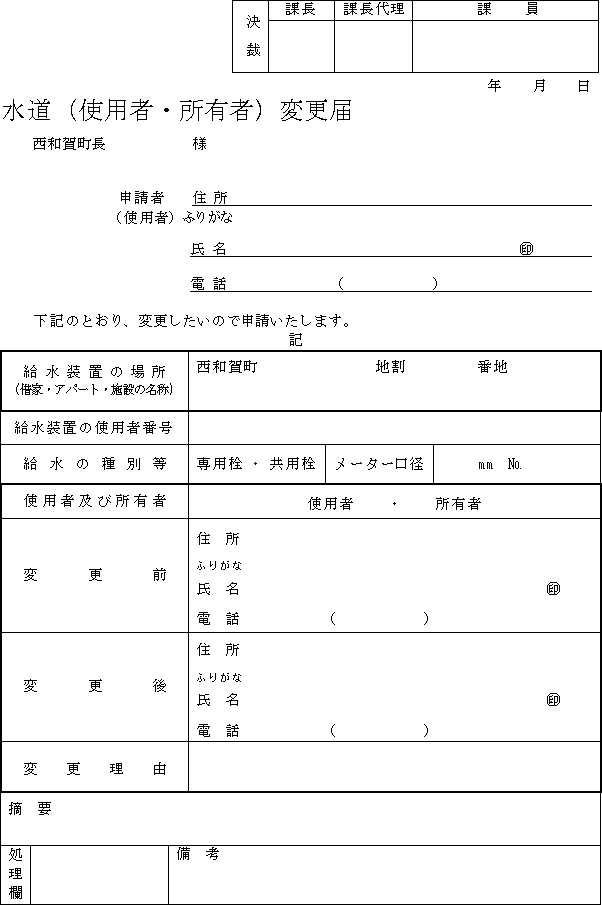 決裁 課長 課長代理 課　員
年　月　日
水道（使用者・所有者）変更届
西和賀町長　　　様
申請者　住 所
（使用者）ふりがな
氏 名　　　㊞
電 話　　（　　）
下記のとおり、変更したいので申請いたします。
記
給水装置の場所　西和賀町　　地割　　番地
（借家・アパート・施設の名称）
給水装置の使用者番号
給水の種別等　専用栓・共用栓　メーター口径　㎜　№
使用者及び所有者　使用者　・　所有者
住　所
ふりがな
変更前　氏　名　　　㊞
電　話　　（　　）
住　所
ふりがな
変更後　氏　名　　　㊞
電　話　　（　　）
変更理由
摘　要
処理欄　備　考